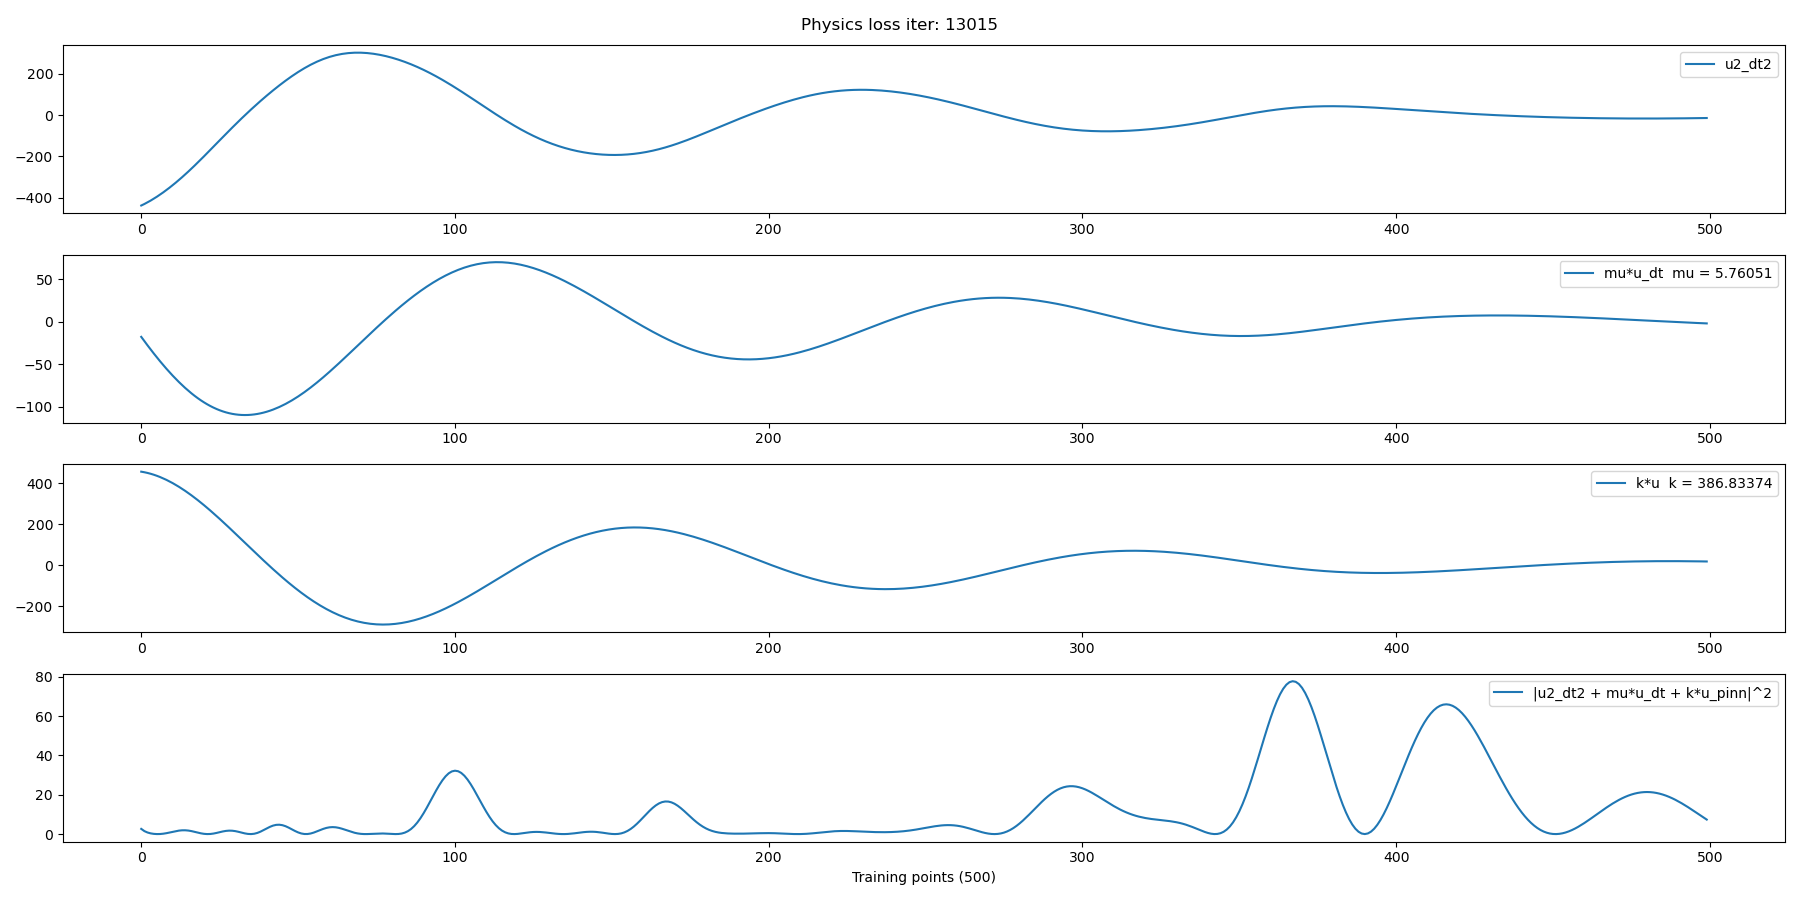 Physics loss iter: 13015
u2_dt2
200
0
−200
−400
0 100 200 300 400 500
mu*u_dt  mu = 5.76051
50
0
−50
−100
0 100 200 300 400 500
k*u  k = 386.83374
400
200
0
−200
0 100 200 300 400 500
|u2_dt2 + mu*u_dt + k*u_pinn|^2
80
60
40
20
0
0 100 200 300 400 500
Training points (500)